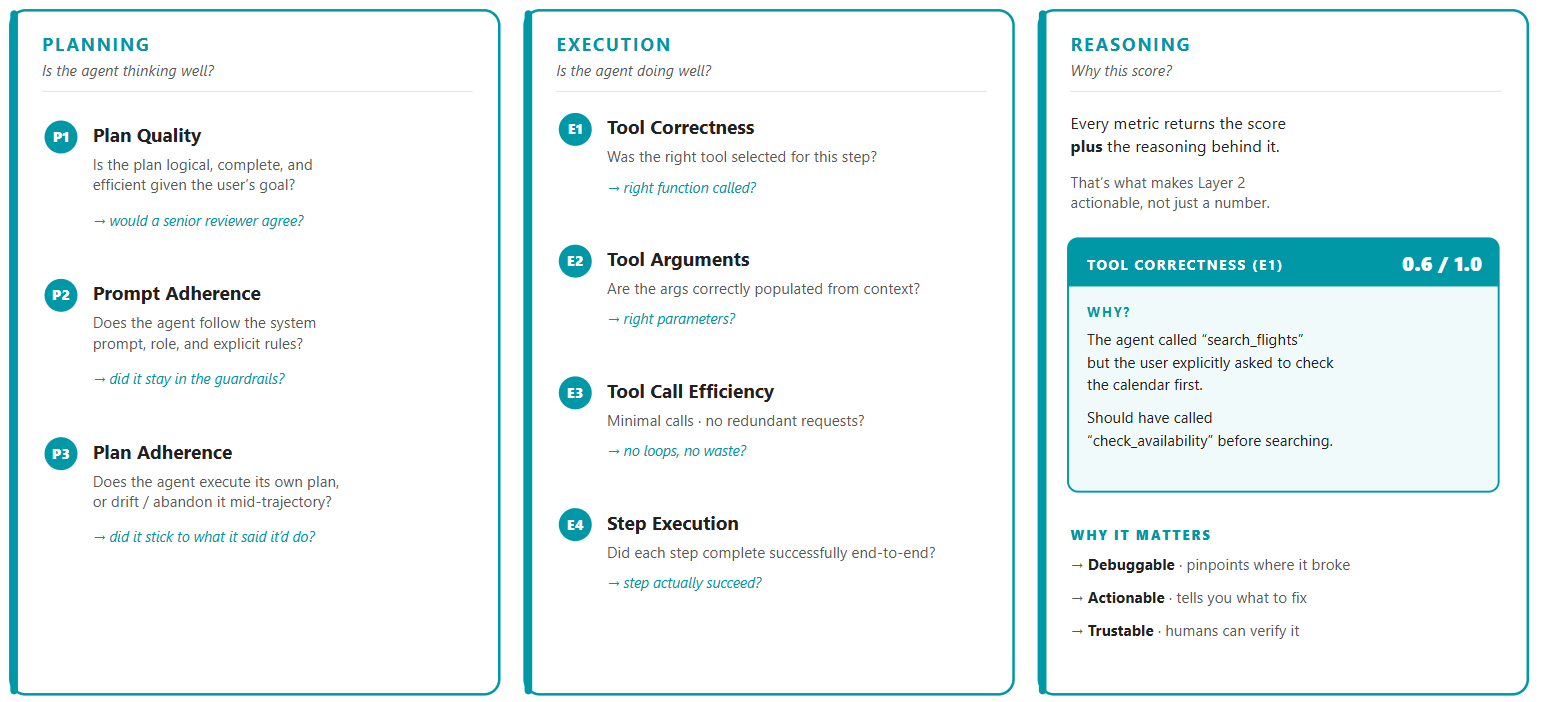 PLANNING
Is the agent thinking well?
P1
Plan Quality
Is the plan logical, complete, and
efficient given the user’s goal?
→ would a senior reviewer agree?
P2
Prompt Adherence
Does the agent follow the system
prompt, role, and explicit rules?
→ did it stay in the guardrails?
P3
Plan Adherence
Does the agent execute its own plan,
or drift / abandon it mid-trajectory?
→ did it stick to what it said it’d do?
EXECUTION
Is the agent doing well?
E1
Tool Correctness
Was the right tool selected for this step?
→ right function called?
E2
Tool Arguments
Are the args correctly populated from context?
→ right parameters?
E3
Tool Call Efficiency
Minimal calls · no redundant requests?
→ no loops, no waste?
E4
Step Execution
Did each step complete successfully end-to-end?
→ step actually succeed?
REASONING
Why this score?
Every metric returns the score
plus the reasoning behind it.
That’s what makes Layer 2
actionable, not just a number.
TOOL CORRECTNESS (E1) 0.6 / 1.0
WHY?
The agent called “search_flights”
but the user explicitly asked to check
the calendar first.
Should have called
“check_availability” before searching.
WHY IT MATTERS
→ Debuggable · pinpoints where it broke
→ Actionable · tells you what to fix
→ Trustable · humans can verify it